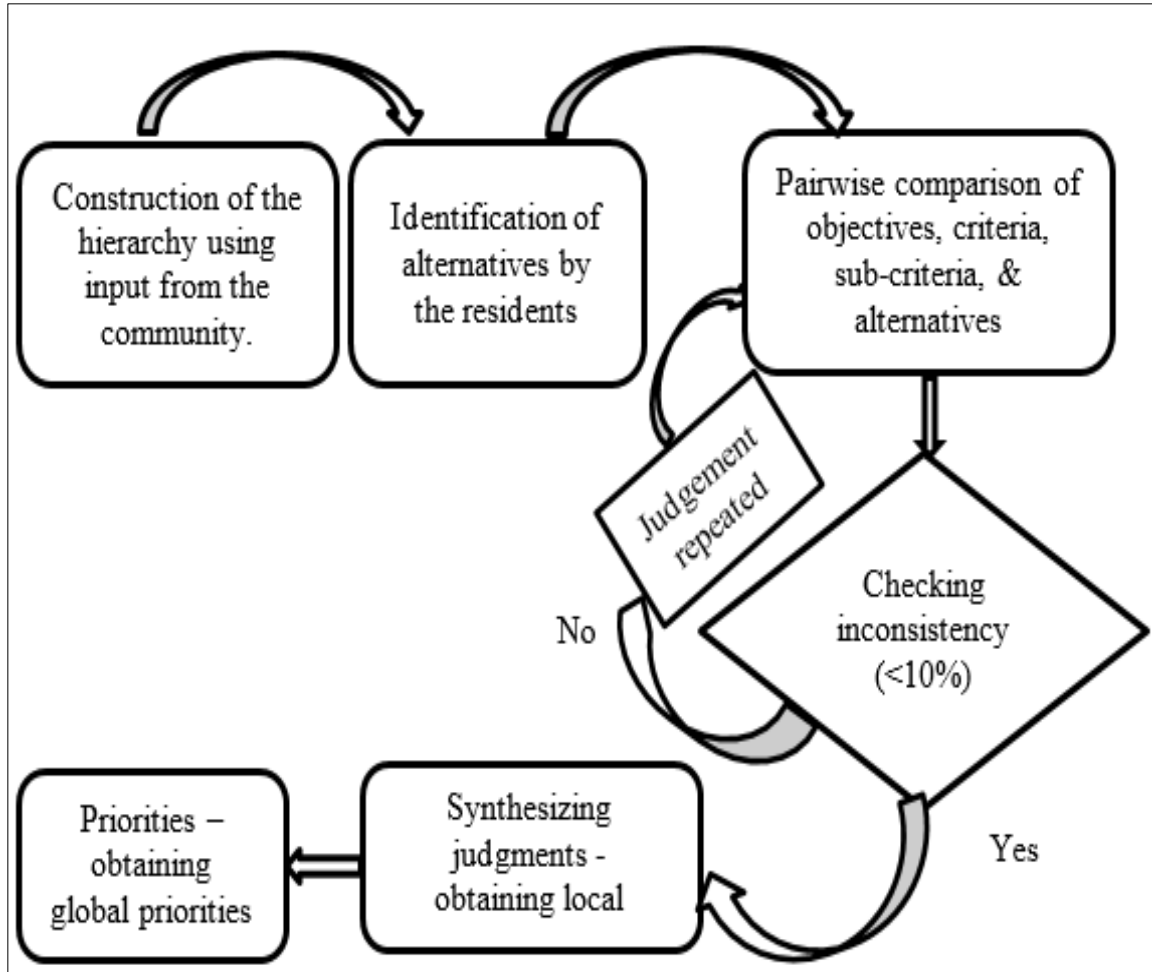 Construction of the
hierarchy using
input from the
community.
Identification of
alternatives by
the residents
Pairwise comparison of
objectives, criteria,
sub-criteria, &
alternatives
Judgement
repeated
Checking
inconsistency
(<10%)
No
Yes
Synthesizing
judgments -
obtaining local
Priorities –
obtaining
global priorities